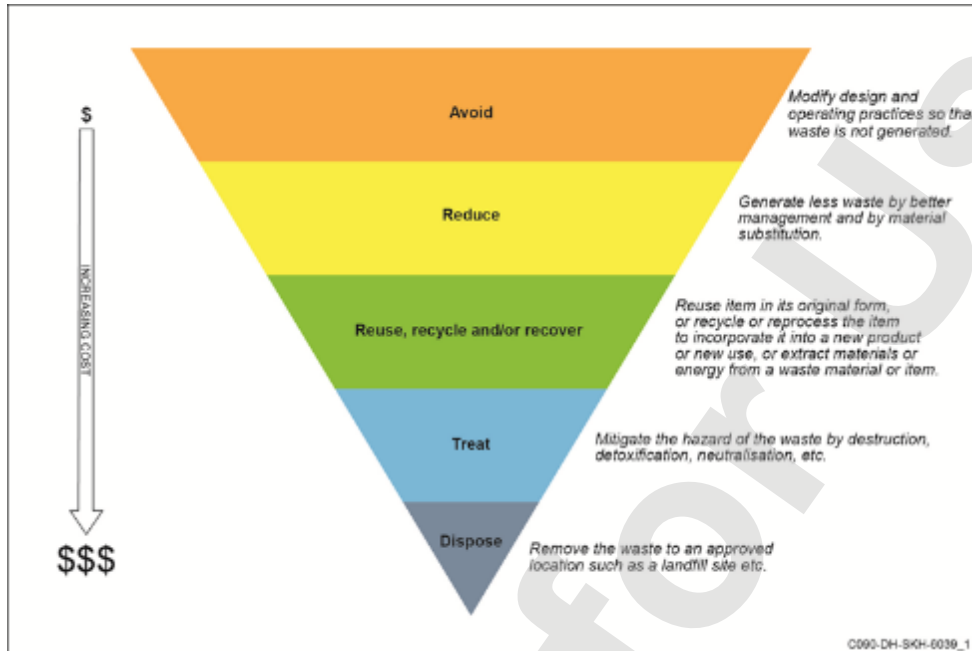 Avoid
Modify design and
operating practices so tha
waste is not generated.
$
Reduce
Generate less waste by better
management and by material
substitution.
INCREASING COST
Reuse, recycle and/or recover
Reuse item in its original form,
or recycle or reprocess the item
to incorporate it into a new product
or new use, or extract materials or
energy from a waste material or item.
Treat
Mitigate the hazard of the waste by destruction,
detoxification, neutralisation, etc.
$$$
Dispose
Remove the waste to an approved
location such as a landfill site etc.
for Us
C090-DH-SKH-6039_1